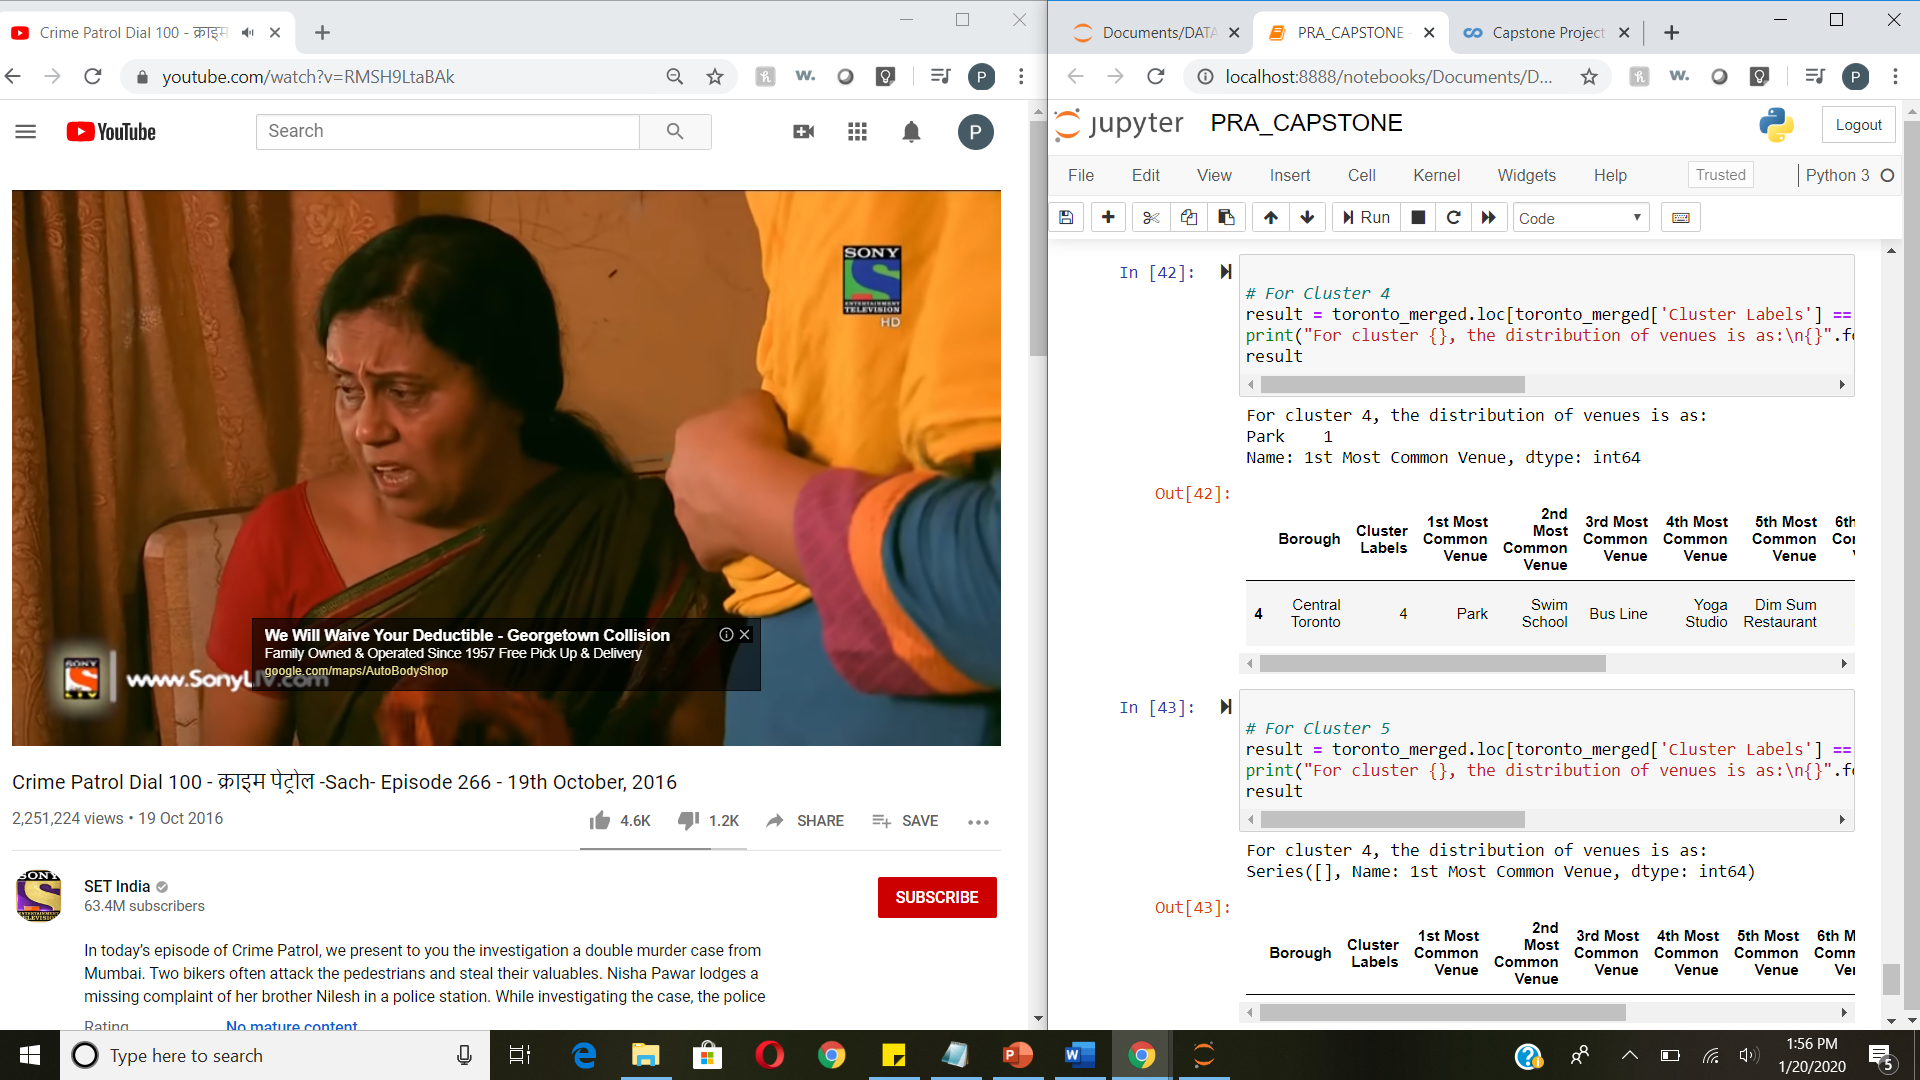 Crime Patrol Dial 100 - क्राइम
youtube.com/watch?v=RMSH9LtaBAk
P
YouTube
Search
P
SONY
ENTERTAINMENT
TELEVISION
HD
We Will Waive Your Deductible - Georgetown Collision
Family Owned & Operated Since 1957 Free Pick Up & Delivery
google.com/maps/AutoBodyShop
SONY
LIV
www.SonyLIV.com
Crime Patrol Dial 100 - क्राइम पेट्रोल -Sach- Episode 266 - 19th October, 2016
2,251,224 views • 19 Oct 2016
4.6K
1.2K
SHARE
SAVE
SONY
SET India
63.4M subscribers
SUBSCRIBE
In today’s episode of Crime Patrol, we present to you the investigation a double murder case from
Mumbai. Two bikers often attack the pedestrians and steal their valuables. Nisha Pawar lodges a
missing complaint of her brother Nilesh in a police station. While investigating the case, the police
Rating No mature content
Documents/DATA
PRA_CAPSTONE -
Capstone Project
localhost:8888/notebooks/Documents/D...
P
jupyter PRA_CAPSTONE
Logout
File Edit View Insert Cell Kernel Widgets Help
Trusted
Python 3
Run
Code
In [42]:
# For Cluster 4
result = toronto_merged.loc[toronto_merged['Cluster Labels'] ==
print("For cluster {}, the distribution of venues is as:\n{}".fo
result
For cluster 4, the distribution of venues is as:
Park 1
Name: 1st Most Common Venue, dtype: int64
Out[42]:
Borough
Cluster Labels
1st Most Common Venue
2nd Most Common Venue
3rd Most Common Venue
4th Most Common Venue
5th Most Common Venue
6th
4 Central Toronto 4 Park Swim School Bus Line Yoga Studio Dim Sum Restaurant
In [43]:
# For Cluster 5
result = toronto_merged.loc[toronto_merged['Cluster Labels'] ==
print("For cluster {}, the distribution of venues is as:\n{}".fo
result
For cluster 4, the distribution of venues is as:
Series([], Name: 1st Most Common Venue, dtype: int64)
Out[43]:
Borough
Cluster Labels
1st Most Common Venue
2nd Most Common Venue
3rd Most Common Venue
4th Most Common Venue
5th Most Common Venue
6th M
Type here to search
1:56 PM
1/20/2020
5